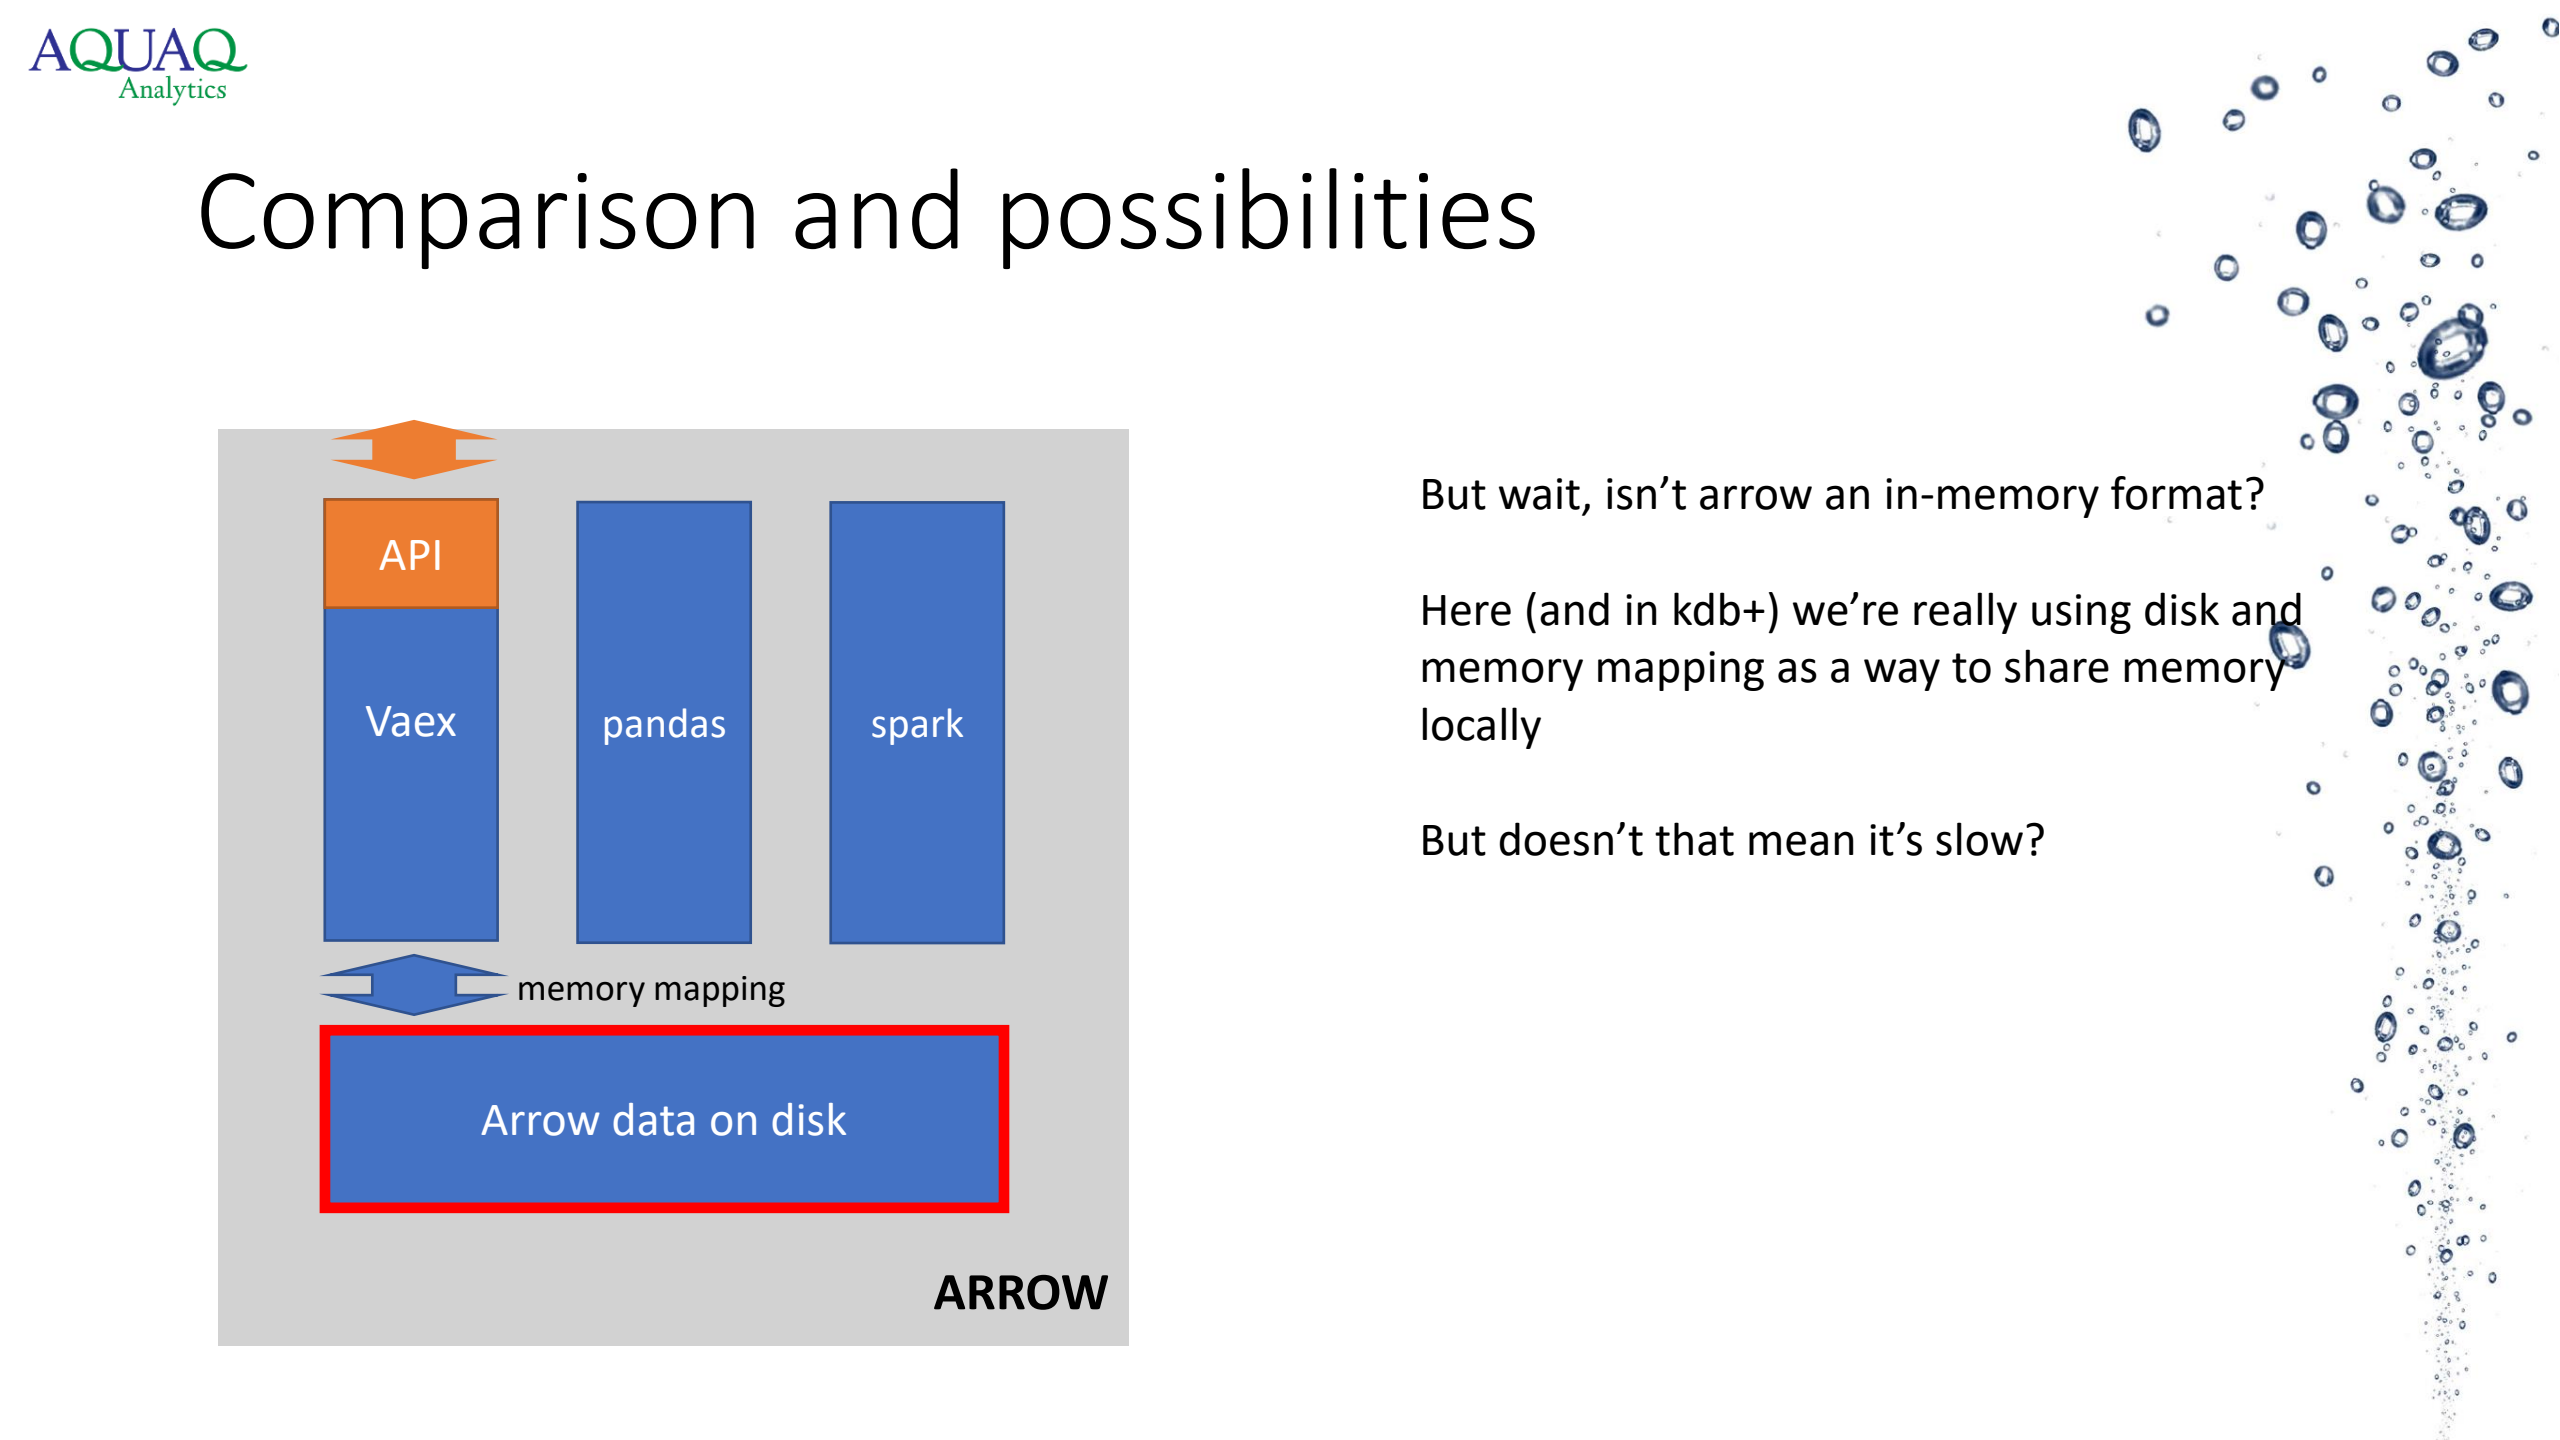 AQUAQ
Analytics
Comparison and possibilities
API
Vaex
pandas
spark
memory mapping
Arrow data on disk
ARROW
But wait, isn’t arrow an in-memory format?
Here (and in kdb+) we’re really using disk and
memory mapping as a way to share memory
locally
But doesn’t that mean it’s slow?